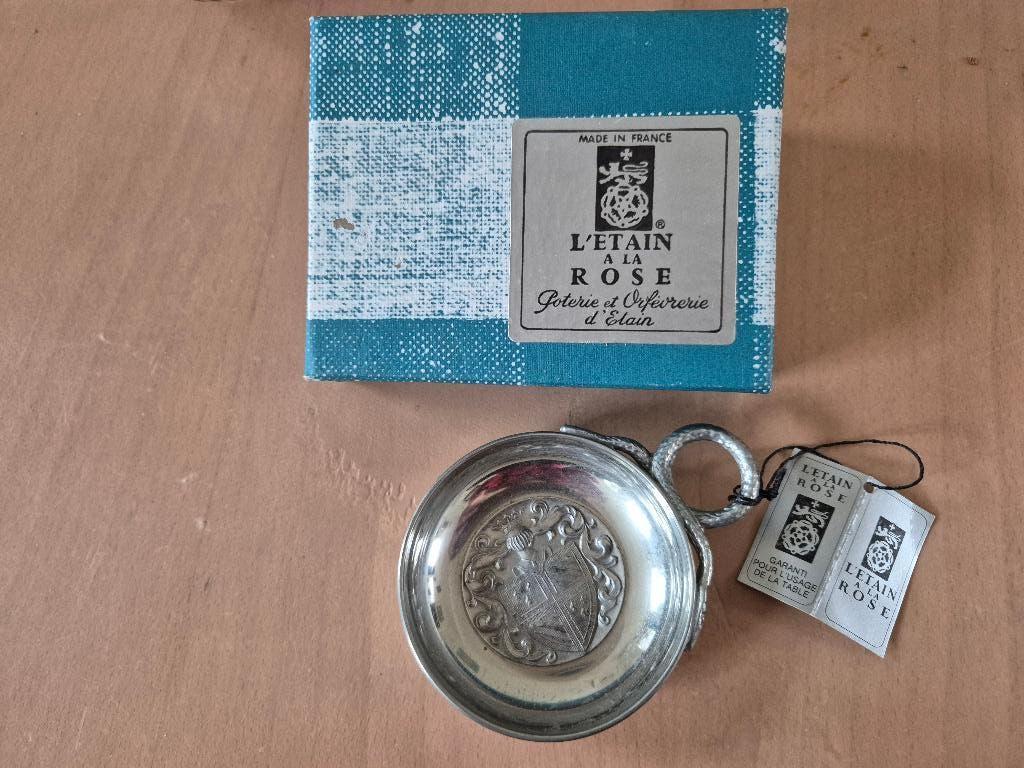 MADE IN FRANCE
®
L'ETAIN
A LA
ROSE
Poterie et Orfèvrerie
d'Etain
L'ETAIN
A LA
ROSE
GARANTI
POUR L'USAGE
DE LA TABLE
L'ETAIN
A LA
ROSE